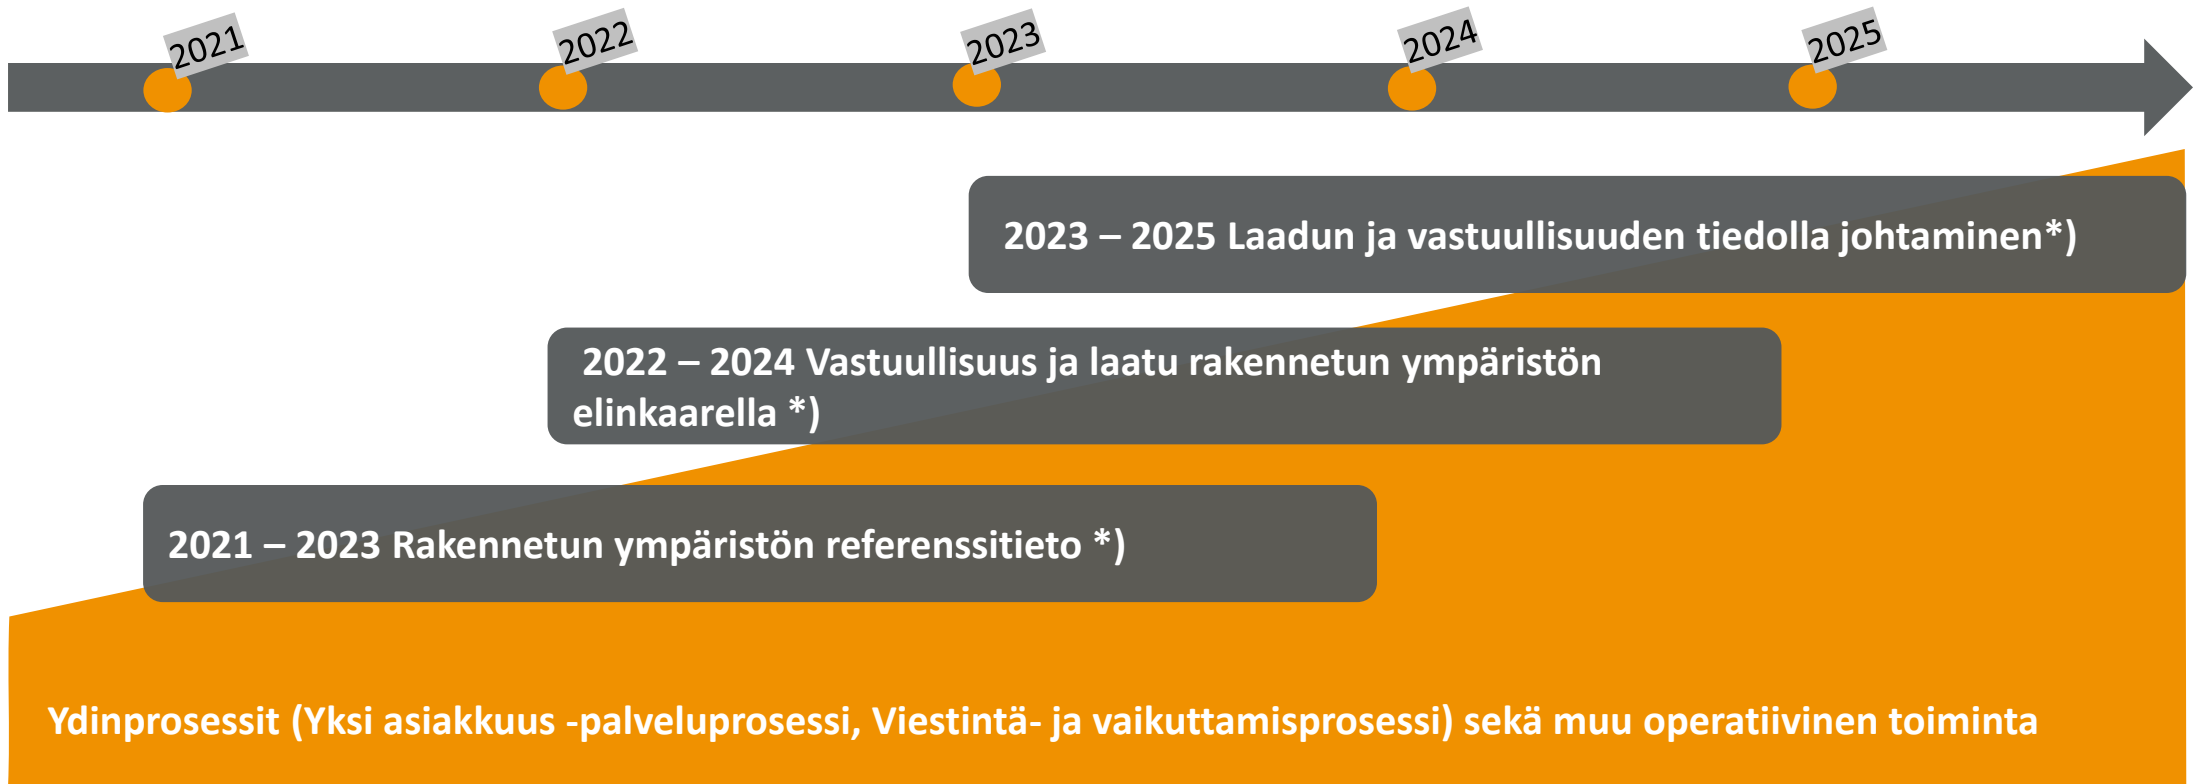 2021
2022
2023
2024
2025
2023 – 2025 Laadun ja vastuullisuuden tiedolla johtaminen*)
2022 – 2024 Vastuullisuus ja laatu rakennetun ympäristön
elinkaarella *)
2021 – 2023 Rakennetun ympäristön referenssitieto *)
Ydinprosessit (Yksi asiakkuus -palveluprosessi, Viestintä- ja vaikuttamisprosessi) sekä muu operatiivinen toiminta